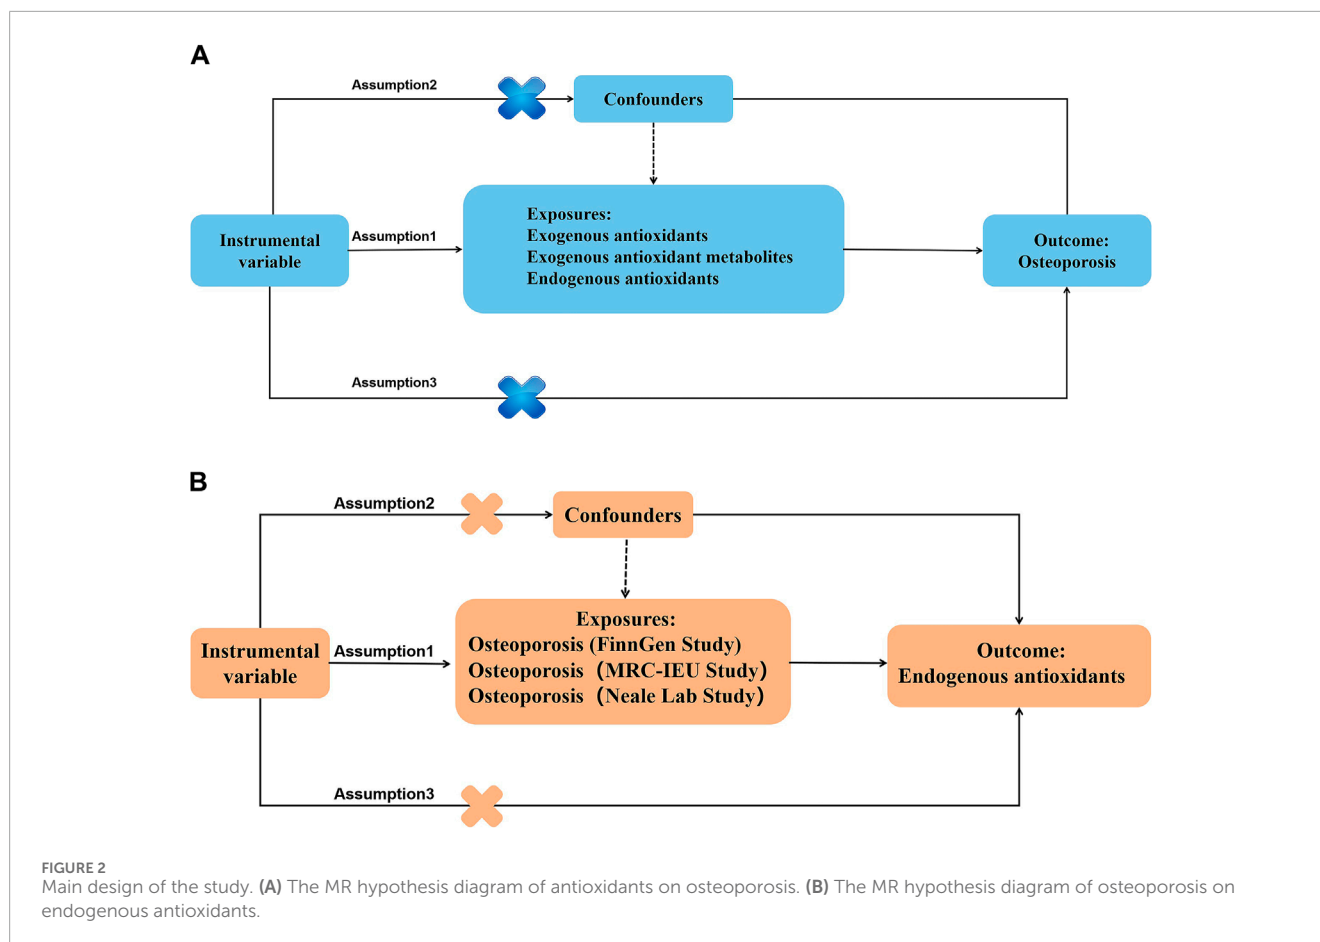 A
Assumption2
Confounders
Exposures:
Exogenous antioxidants
Exogenous antioxidant metabolites
Endogenous antioxidants
Instrumental
variable
Assumption1
Outcome:
Osteoporosis
Assumption3
B
Assumption2
Confounders
Exposures:
Osteoporosis (FinnGen Study)
Osteoporosis（MRC-IEU Study）
Osteoporosis（Neale Lab Study）
Instrumental
variable
Assumption1
Outcome:
Endogenous antioxidants
Assumption3
FIGURE 2
Main design of the study. (A) The MR hypothesis diagram of antioxidants on osteoporosis. (B) The MR hypothesis diagram of osteoporosis on
endogenous antioxidants.